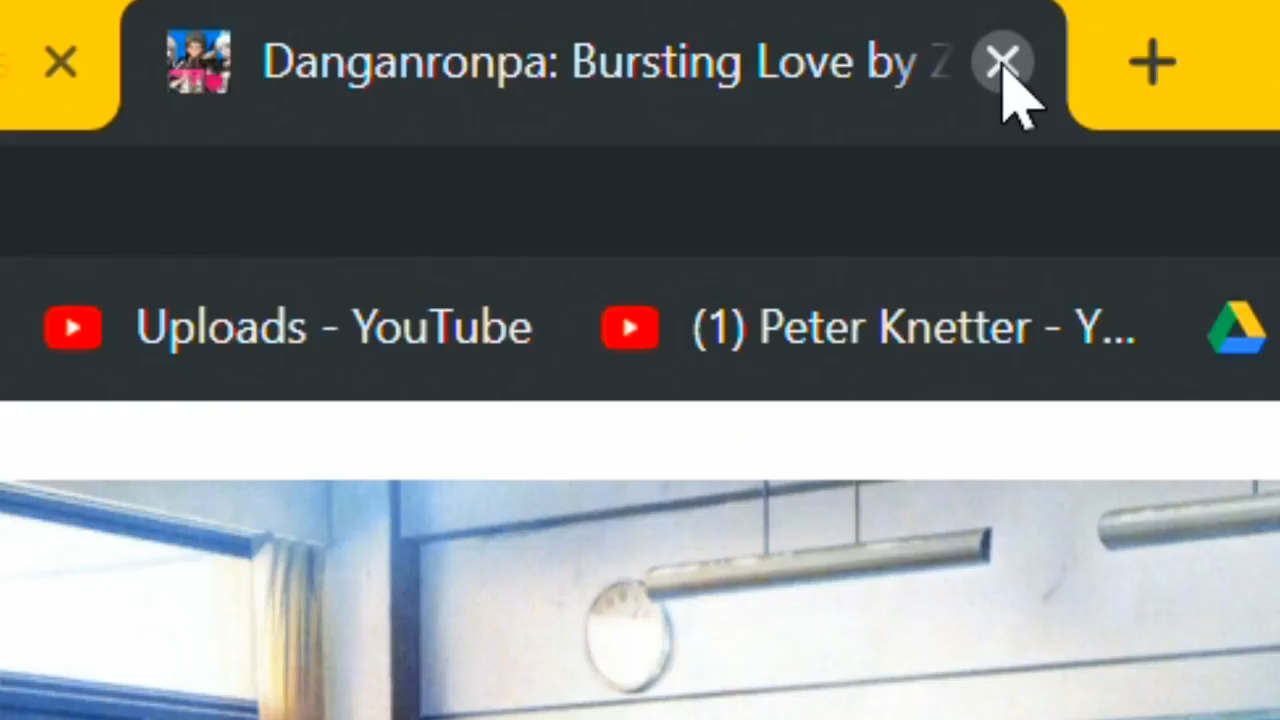 Danganronpa: Bursting Love by Z
Uploads - YouTube
(1) Peter Knetter - Y...